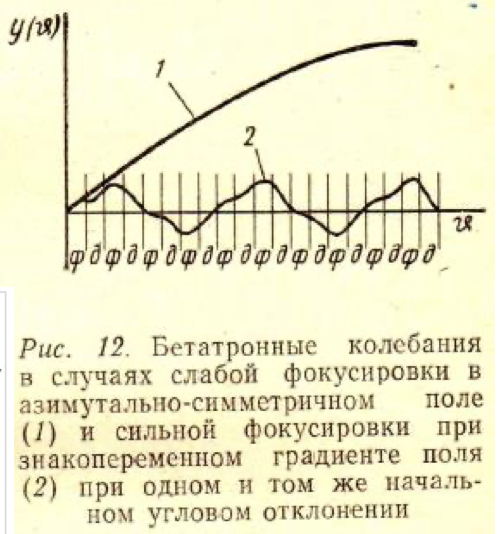 y(ϑ)
1
2
ϑ
ф д ф д ф д ф д ф д ф д ф д ф д ф д ф д
Рис. 12. Бетатронные колебания
в случаях слабой фокусировки в
азимутально-симметричном поле
(1) и сильной фокусировки при
знакопеременном градиенте поля
(2) при одном и том же началь-
ном угловом отклонении